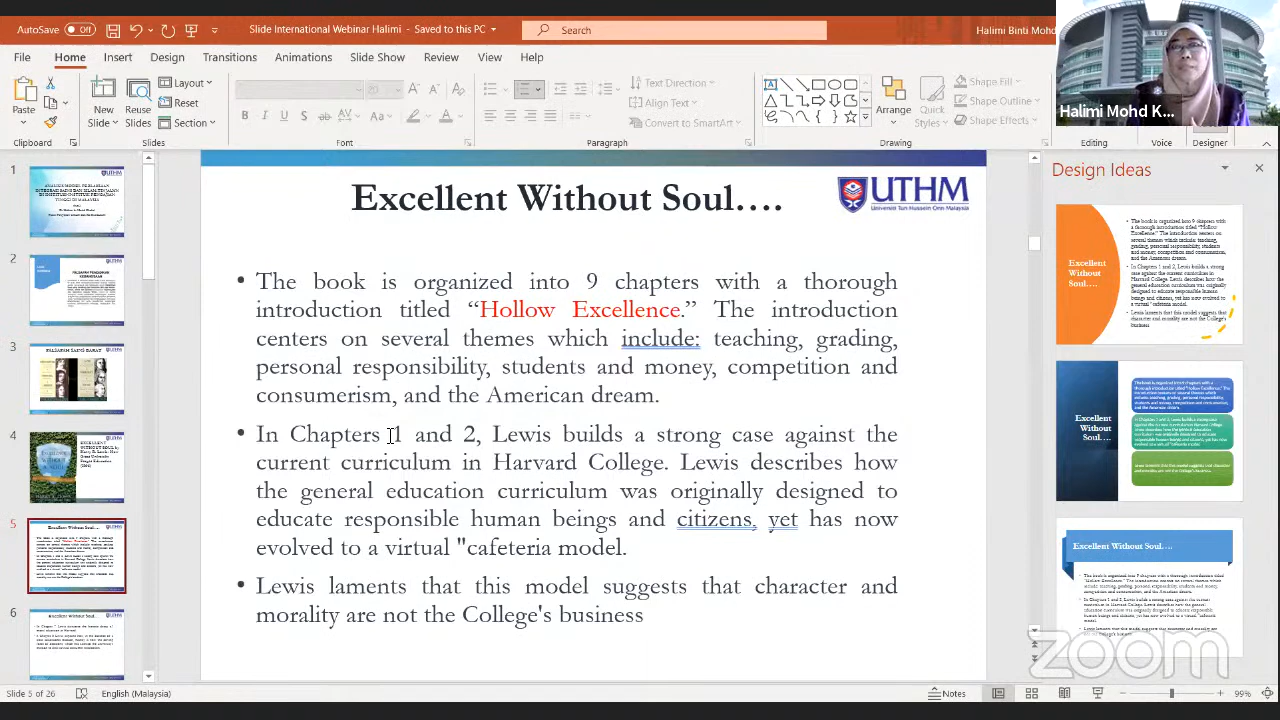 AutoSave Off
Slide International Webinar Halimi - Saved to this PC
Search
Halimi Binti Mohd
File Home Insert Design Transitions Animations Slide Show Review View Help
Paste
New Slide
Reuse Slides
Layout
Reset
Section
Text Direction
Align Text
Convert to SmartArt
Arrange
Quick Styles
Shape Fill
Shape Outline
Shape Effects
Halimi Mohd K...
Clipboard Slides Font Paragraph Drawing Editing Voice Designer
Design Ideas
Excellent Without Soul….
UTHM
Universiti Tun Hussein Onn Malaysia
• The book is organized into 9 chapters with a thorough
introduction titled “Hollow Excellence.” The introduction
centers on several themes which include: teaching, grading,
personal responsibility, students and money, competition and
consumerism, and the American dream.
• In Chapters 1 and 2, Lewis builds a strong case against the
current curriculum in Harvard College. Lewis describes how
the general education curriculum was originally designed to
educate responsible human beings and citizens, yet has now
evolved to a virtual "cafeteria model.
• Lewis laments that this model suggests that character and
morality are not the College's business
1
2
3
4
5
6
Excellent Without Soul….
Excellent Without Soul….
Excellent Without Soul….
zoom
Slide 5 of 26
English (Malaysia)
Notes
99%